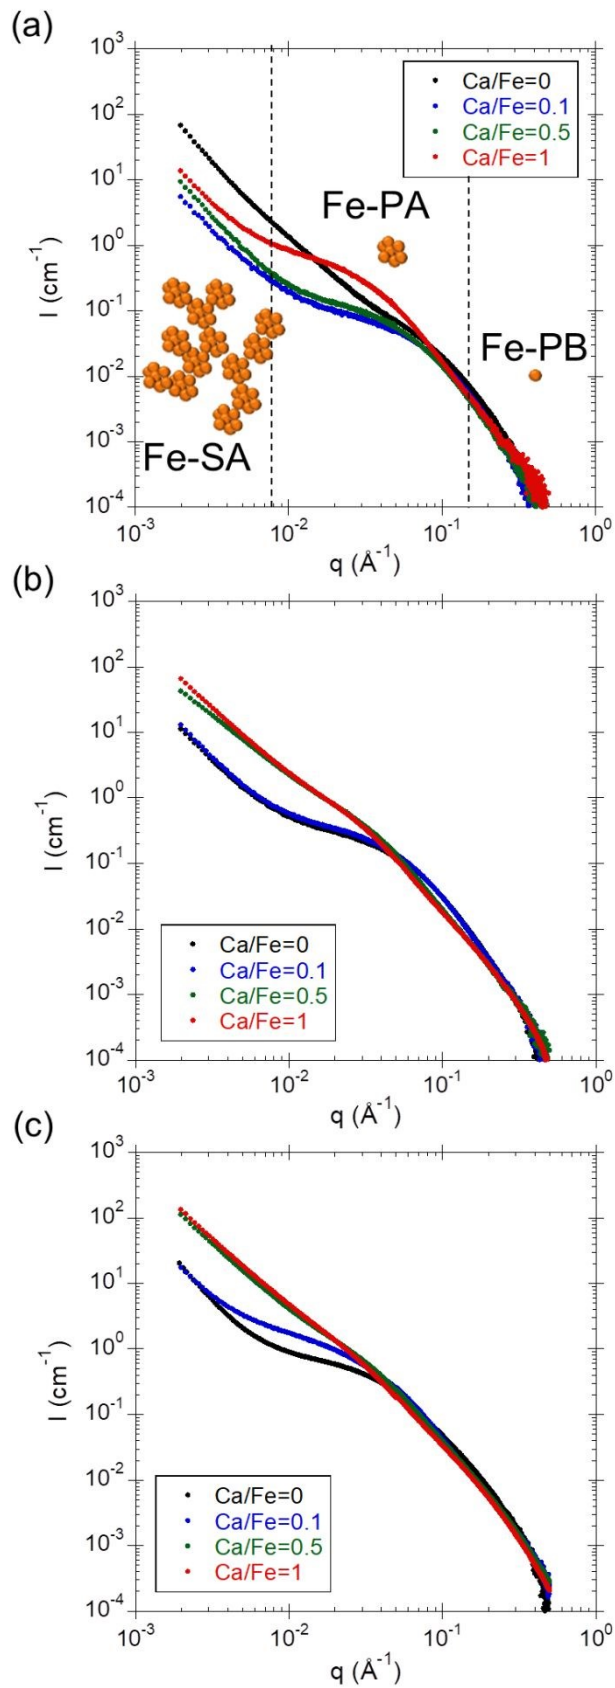 (a)
10³
10²
10¹
10⁰
10⁻¹
10⁻²
10⁻³
10⁻⁴
I (cm⁻¹)
Ca/Fe=0
Ca/Fe=0.1
Ca/Fe=0.5
Ca/Fe=1
Fe-PA
Fe-PB
Fe-SA
10⁻³ 10⁻² 10⁻¹ 10⁰
q (Å⁻¹)
(b)
10³
10²
10¹
10⁰
10⁻¹
10⁻²
10⁻³
10⁻⁴
I (cm⁻¹)
Ca/Fe=0
Ca/Fe=0.1
Ca/Fe=0.5
Ca/Fe=1
10⁻³ 10⁻² 10⁻¹ 10⁰
q (Å⁻¹)
(c)
10³
10²
10¹
10⁰
10⁻¹
10⁻²
10⁻³
10⁻⁴
I (cm⁻¹)
Ca/Fe=0
Ca/Fe=0.1
Ca/Fe=0.5
Ca/Fe=1
10⁻³ 10⁻² 10⁻¹ 10⁰
q (Å⁻¹)